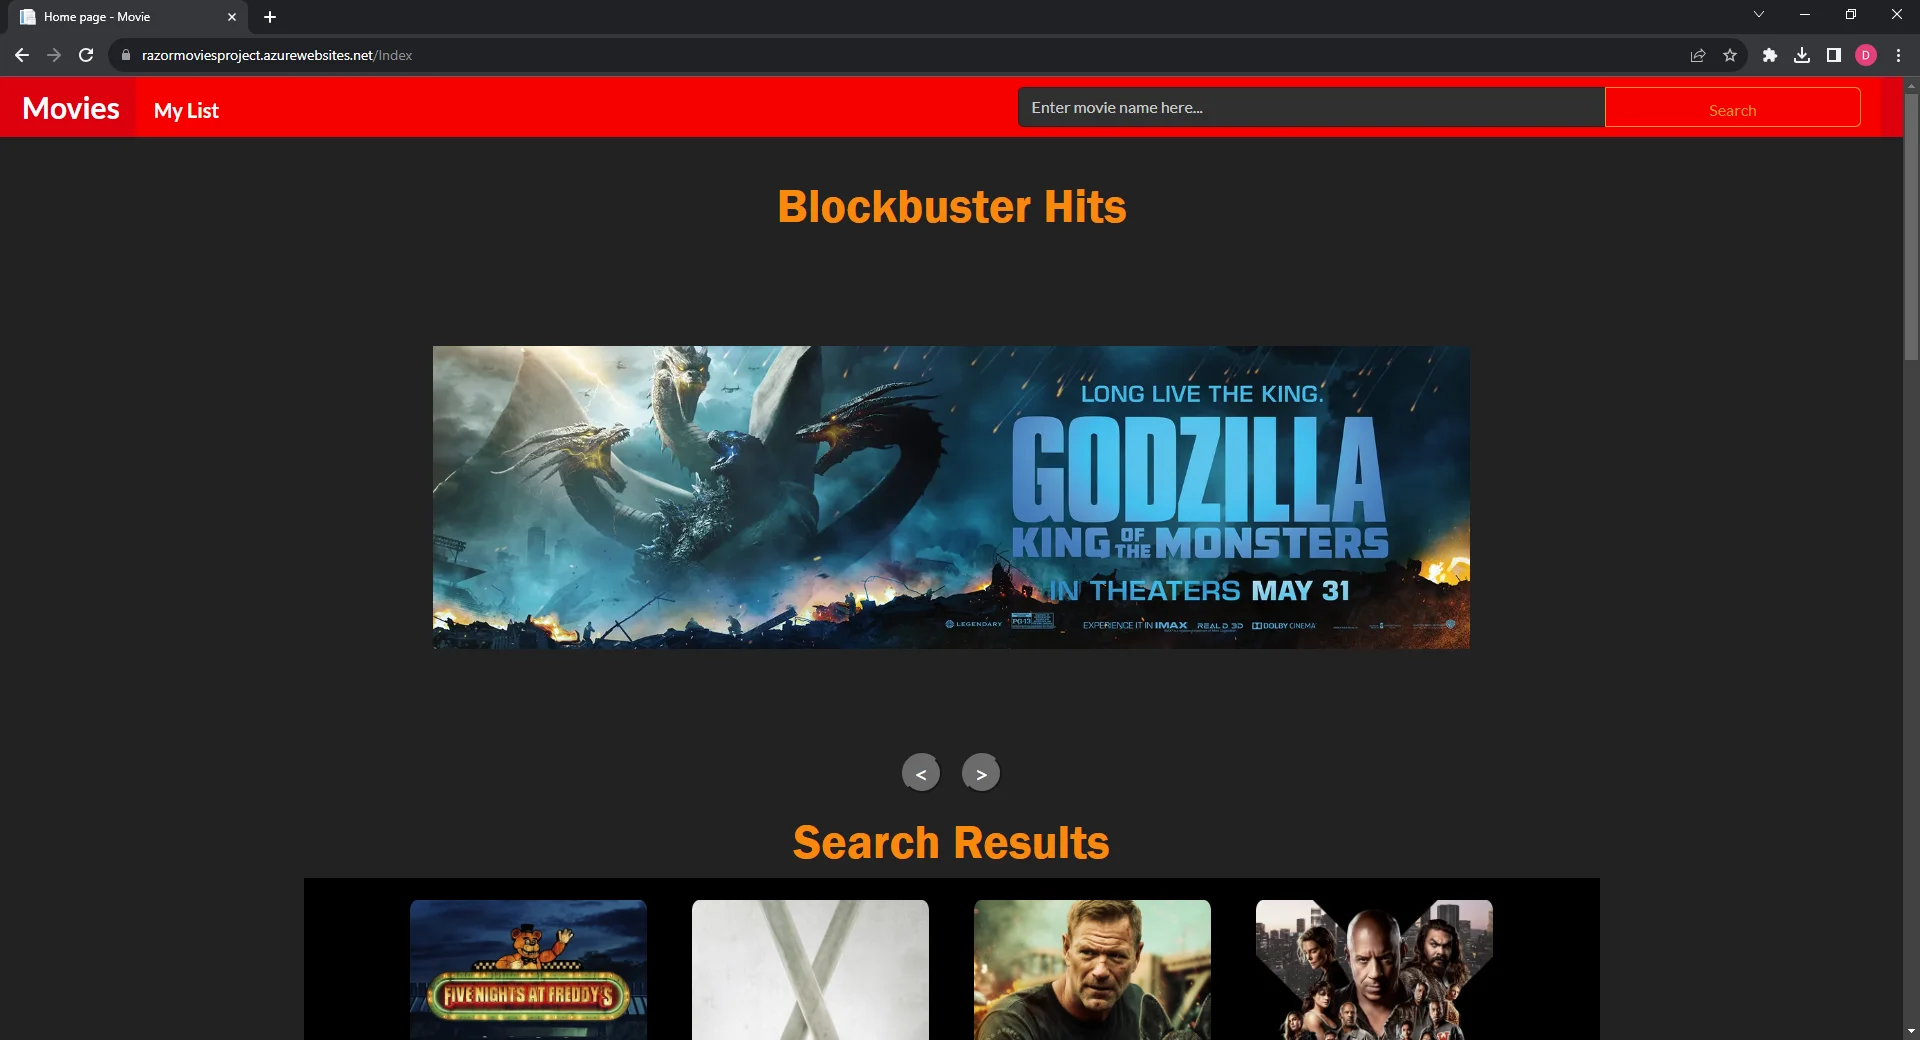 Home page - Movie
razormoviesproject.azurewebsites.net/Index
D
Movies
My List
Enter movie name here...
Search
Blockbuster Hits
LONG LIVE THE KING.
GODZILLA
KING OF THE MONSTERS
IN THEATERS MAY 31
LEGENDARY
PG-13
EXPERIENCE IT IN IMAX REAL D 3D DOLBY CINEMA
<
>
Search Results
FIVE NIGHTS AT FREDDY'S